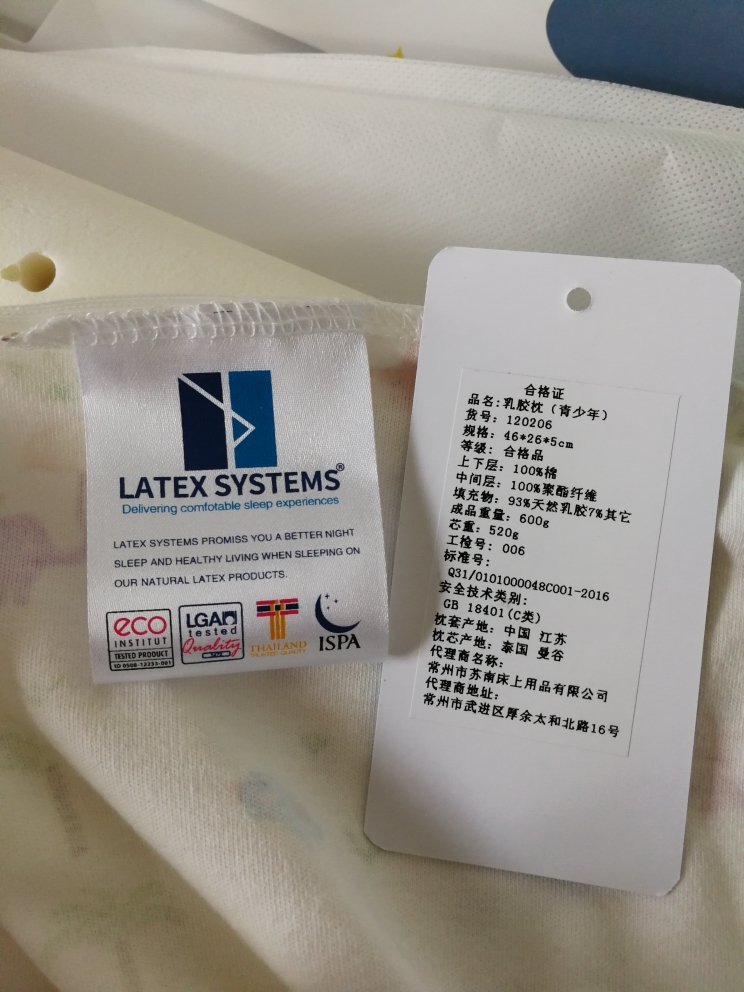 LATEX SYSTEMS®
Delivering comfotable sleep experiences
LATEX SYSTEMS PROMISS YOU A BETTER NIGHT
SLEEP AND HEALTHY LIVING WHEN SLEEPING ON
OUR NATURAL LATEX PRODUCTS.
eco
INSTITUT
TESTED PRODUCT
ID 0508-12253-001
LGA
tested
Quality
THAILAND
TRUSTED QUALITY
ISPA
合格证
品名:乳胶枕（青少年）
货号: 120206
规格: 46*26*5cm
等级: 合格品
上下层: 100%棉
中间层: 100%聚酯纤维
填充物: 93%天然乳胶7%其它
成品重量: 600g
芯重: 520g
工检号: 006
标准号:
Q31/0101000048C001-2016
安全技术类别:
GB 18401(C类)
枕套产地: 中国 江苏
枕芯产地: 泰国 曼谷
代理商名称:
常州市苏南床上用品有限公司
代理商地址:
常州市武进区厚余太和北路16号